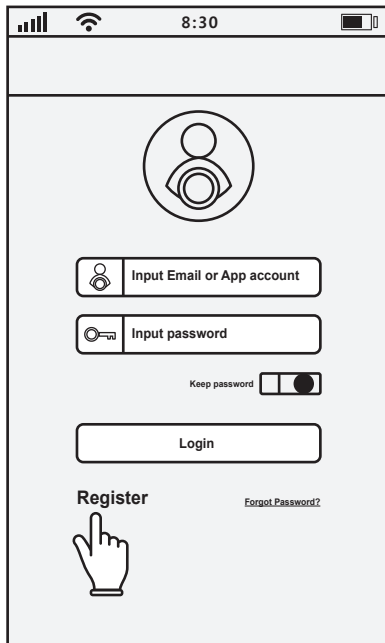 8:30
Input Email or App account
Input password
Keep password
Login
Register
Forgot Password?